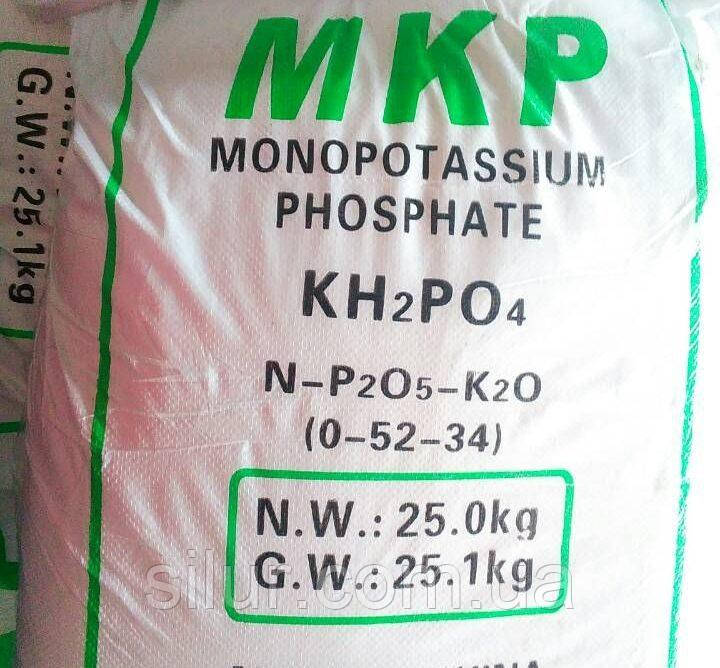 MKP
MONOPOTASSIUM
PHOSPHATE
KH2PO4
N-P2O5-K2O
(0-52-34)
N.W.: 25.0kg
G.W.: 25.1kg
G.W.: 25.1kg
silur.com.ua